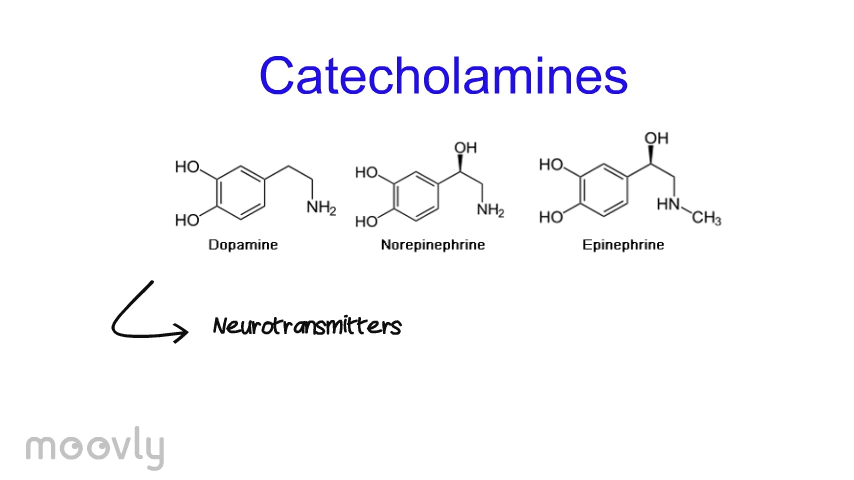 Catecholamines
HO
HO
NH2
Dopamine
OH
HO
HO
NH2
Norepinephrine
OH
HO
HO
HN
CH3
Epinephrine
Neurotransmitters
moovly